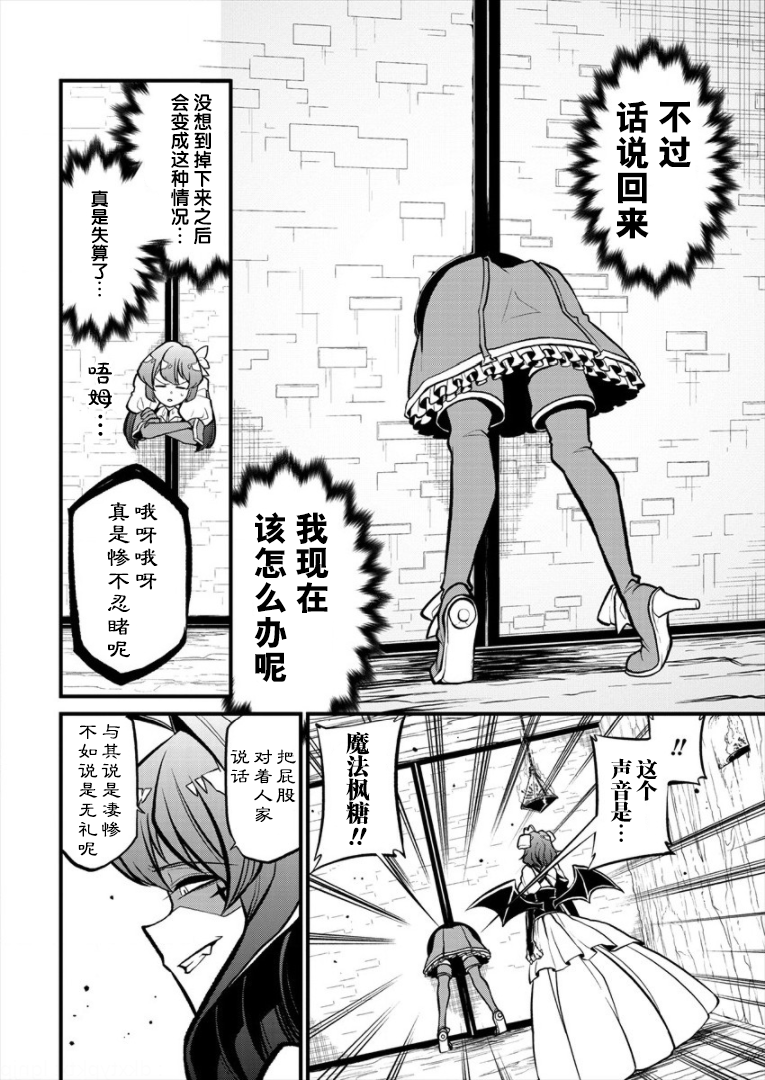 不过
话说回来
没想到掉下来之后
会变成这种情况…
真是失算了…
唔姆…
我现在
该怎么办呢
哦呀哦呀
真是惨不忍睹呢
!!
这个
声音是…
魔法枫糖!!
把屁股
对着人家
说话
与其说是凄惨
不如说是无礼呢